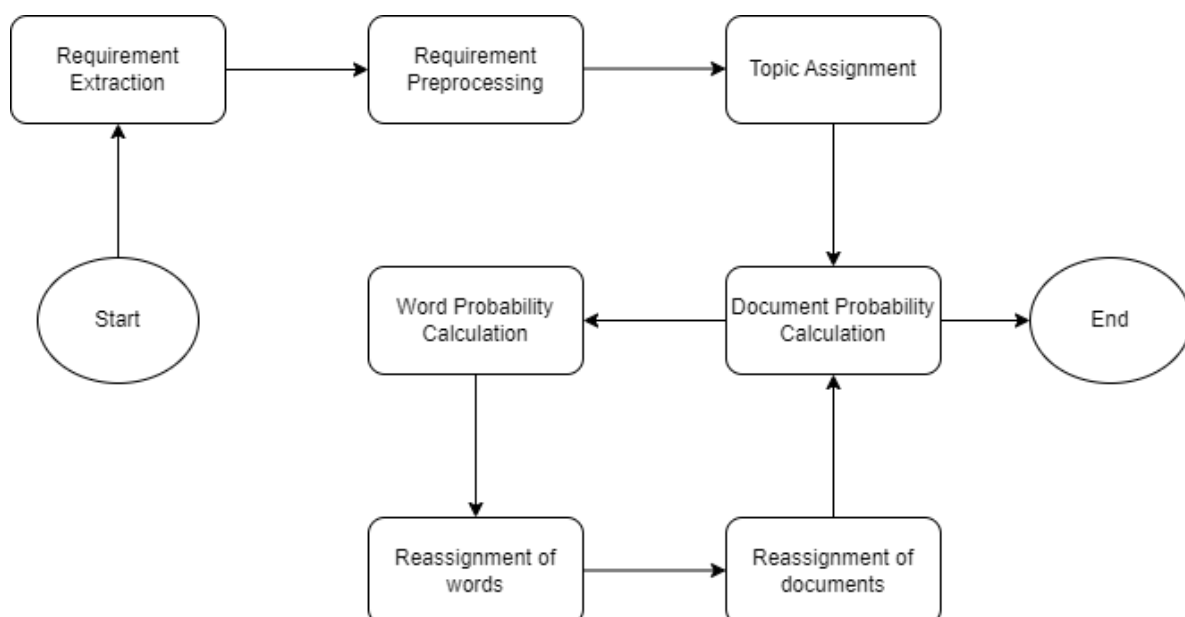 Requirement
Extraction
Requirement
Preprocessing
Topic Assignment
Start
Word Probability
Calculation
Document Probability
Calculation
End
Reassignment of
words
Reassignment of
documents